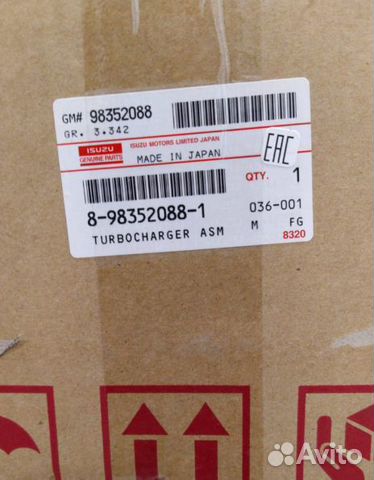 GM# 98352088
GR. 3.342
ISUZU
GENUINE PARTS
ISUZU MOTORS LIMITED JAPAN
MADE IN JAPAN
EAC
QTY. 1
8-98352088-1
036-001
TURBOCHARGER ASM
M FG
8320
Avito